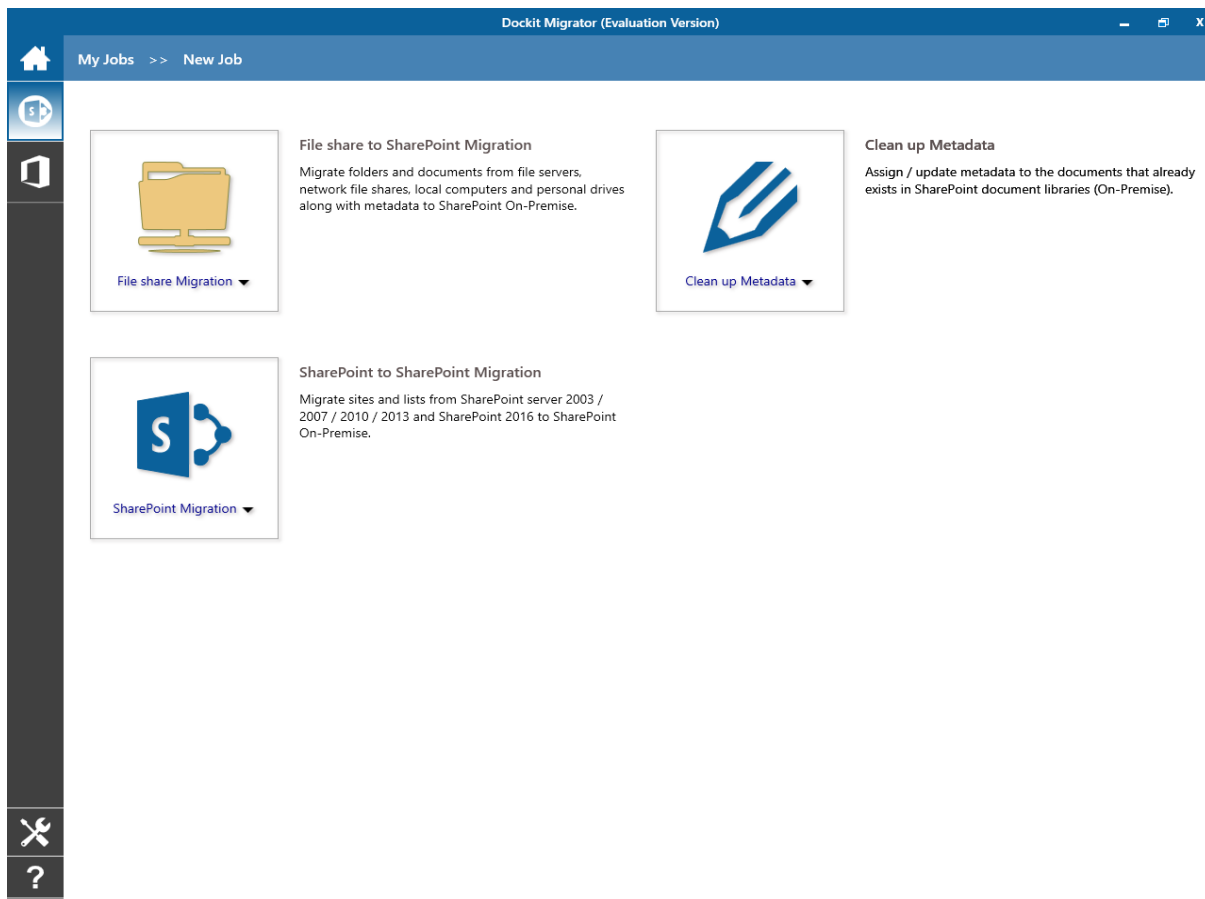 Dockit Migrator (Evaluation Version)
X
My Jobs >> New Job
S
File share to SharePoint Migration
Migrate folders and documents from file servers,
network file shares, local computers and personal drives
along with metadata to SharePoint On-Premise.
File share Migration
Clean up Metadata
Assign / update metadata to the documents that already
exists in SharePoint document libraries (On-Premise).
Clean up Metadata
SharePoint to SharePoint Migration
Migrate sites and lists from SharePoint server 2003 /
2007 / 2010 / 2013 and SharePoint 2016 to SharePoint
On-Premise.
S
SharePoint Migration
?